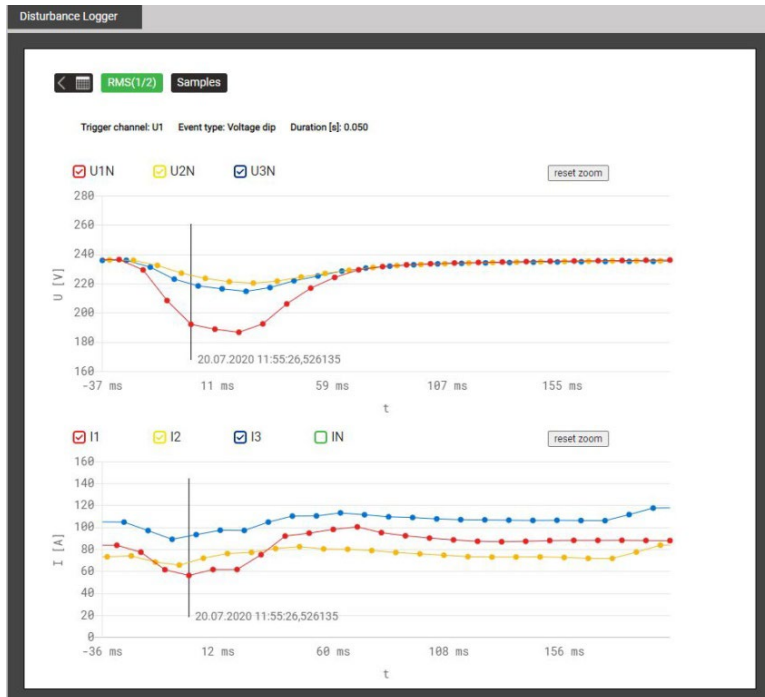 Disturbance Logger
RMS(1/2) Samples
Trigger channel: U1 Event type: Voltage dip Duration [s]: 0.050
U1N U2N U3N reset zoom
280
260
240
220
200
180
160
U [V]
20.07.2020 11:55:26,526135
-37 ms 11 ms 59 ms 107 ms 155 ms
t
I1 I2 I3 IN reset zoom
160
140
120
100
80
60
40
20
0
I [A]
20.07.2020 11:55:26,526135
-36 ms 12 ms 60 ms 108 ms 156 ms
t